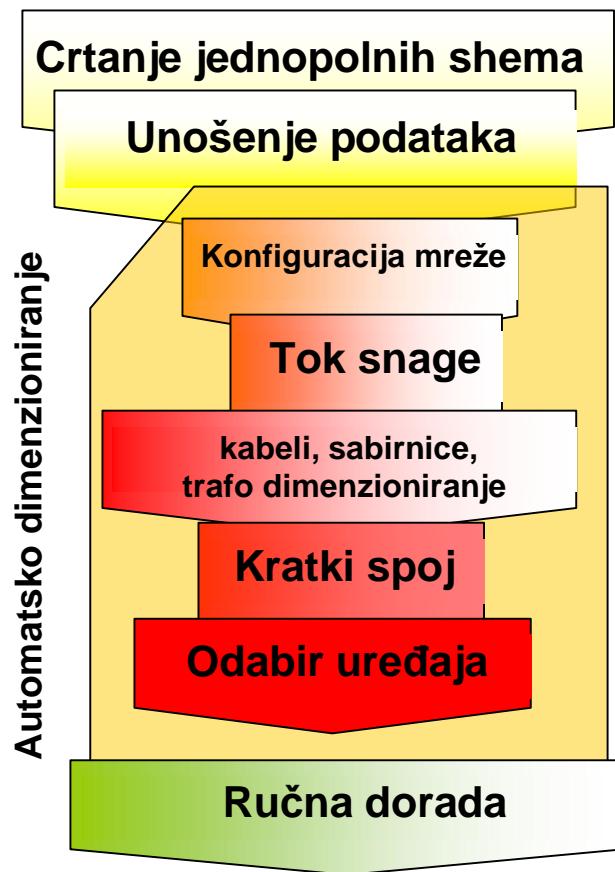 Crtanje jednopolnih shema
Unošenje podataka
Automatsko dimenzioniranje
Konfiguracija mreže
Tok snage
kabeli, sabirnice,
trafo dimenzioniranje
Kratki spoj
Odabir uređaja
Ručna dorada